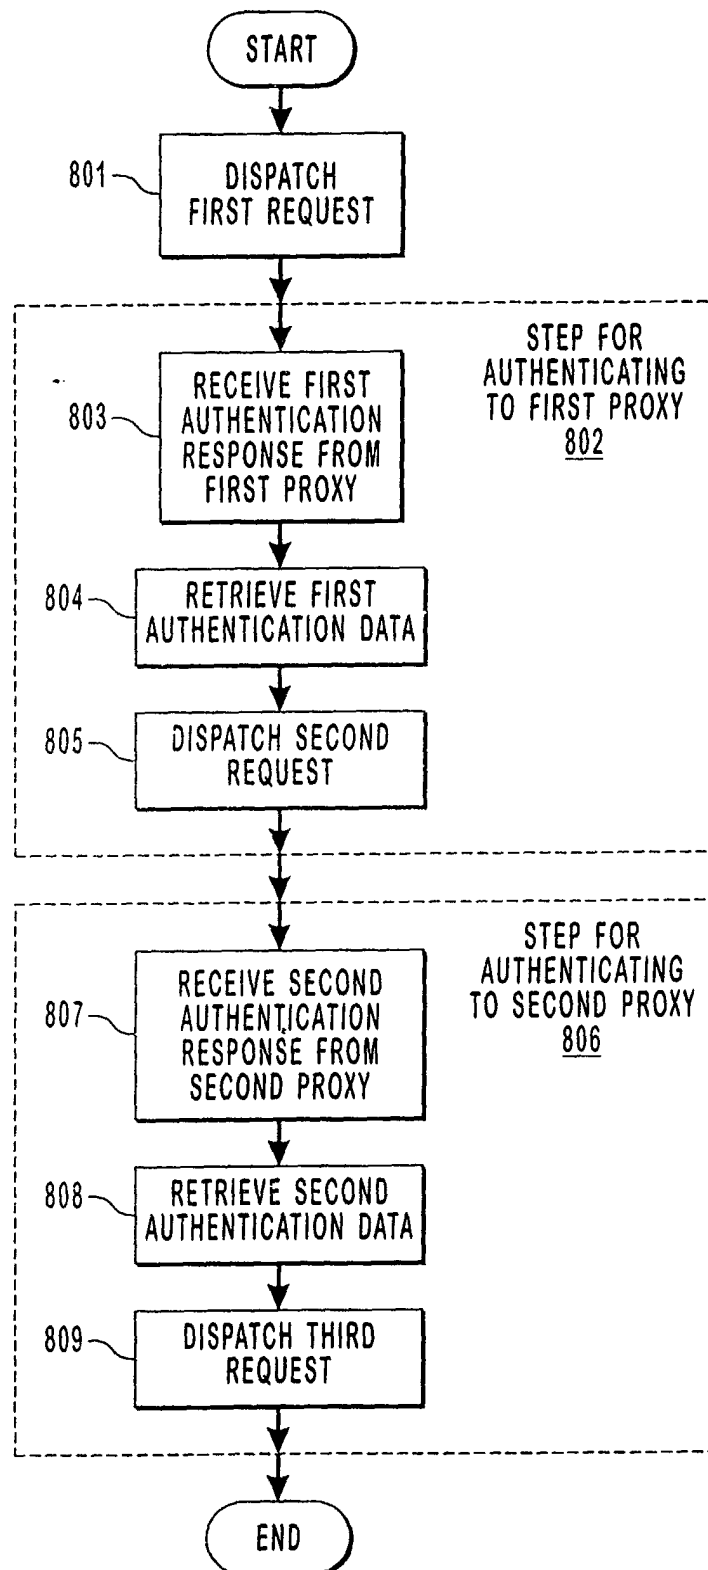 START
801
DISPATCH
FIRST REQUEST
STEP FOR
AUTHENTICATING
TO FIRST PROXY
802
803
RECEIVE FIRST
AUTHENTICATION
RESPONSE FROM
FIRST PROXY
804
RETRIEVE FIRST
AUTHENTICATION DATA
805
DISPATCH SECOND
REQUEST
STEP FOR
AUTHENTICATING
TO SECOND PROXY
806
807
RECEIVE SECOND
AUTHENTICATION
RESPONSE FROM
SECOND PROXY
808
RETRIEVE SECOND
AUTHENTICATION DATA
809
DISPATCH THIRD
REQUEST
END